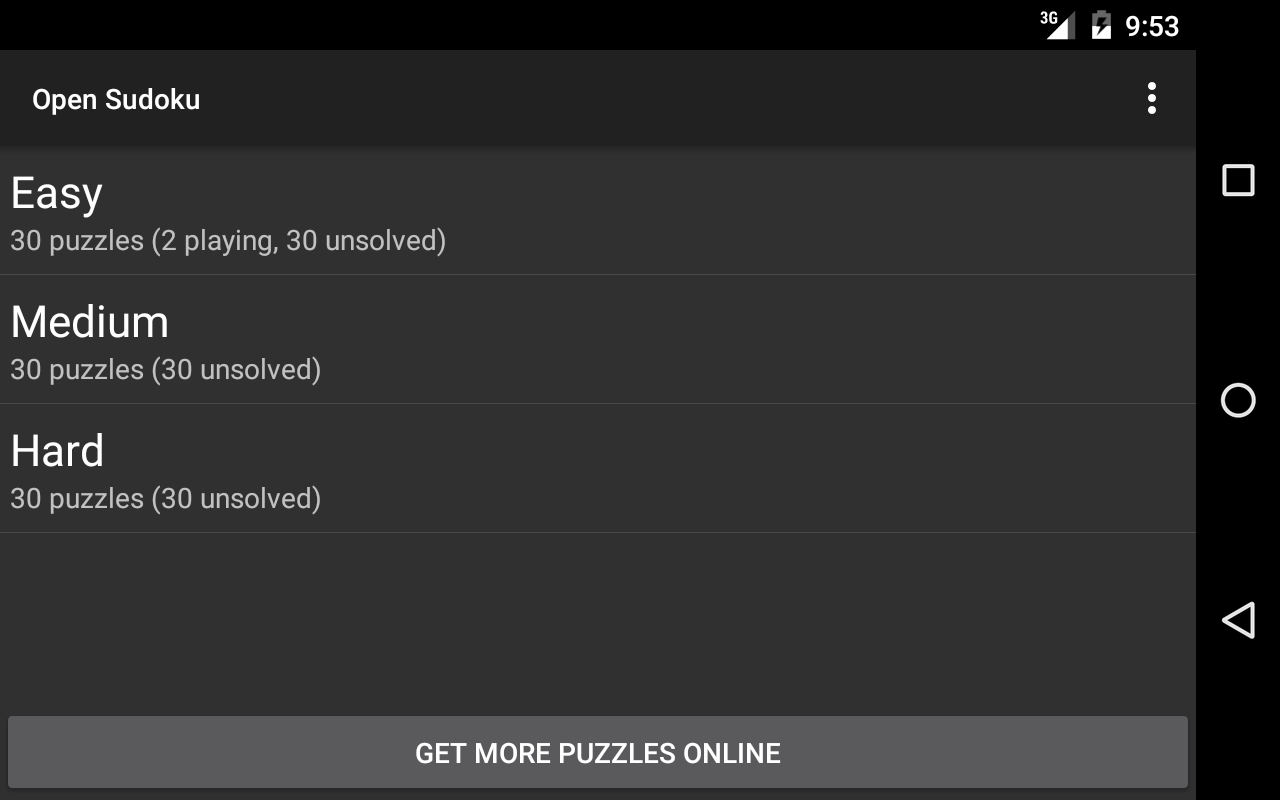 3G 9:53
Open Sudoku
Easy
30 puzzles (2 playing, 30 unsolved)
Medium
30 puzzles (30 unsolved)
Hard
30 puzzles (30 unsolved)
GET MORE PUZZLES ONLINE